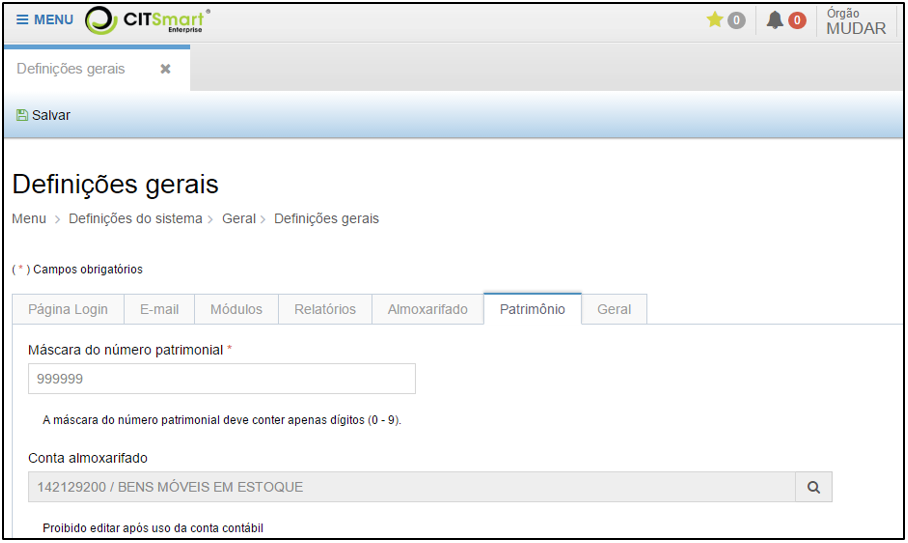 MENU
CITSmart
Enterprise
0
0
Órgão
MUDAR
Definições gerais
Salvar
Definições gerais
Menu > Definições do sistema > Geral > Definições gerais
( * ) Campos obrigatórios
Página Login E-mail Módulos Relatórios Almoxarifado Patrimônio Geral
Máscara do número patrimonial *
999999
A máscara do número patrimonial deve conter apenas dígitos (0 - 9).
Conta almoxarifado
142129200 / BENS MÓVEIS EM ESTOQUE
Proibido editar após uso da conta contábil